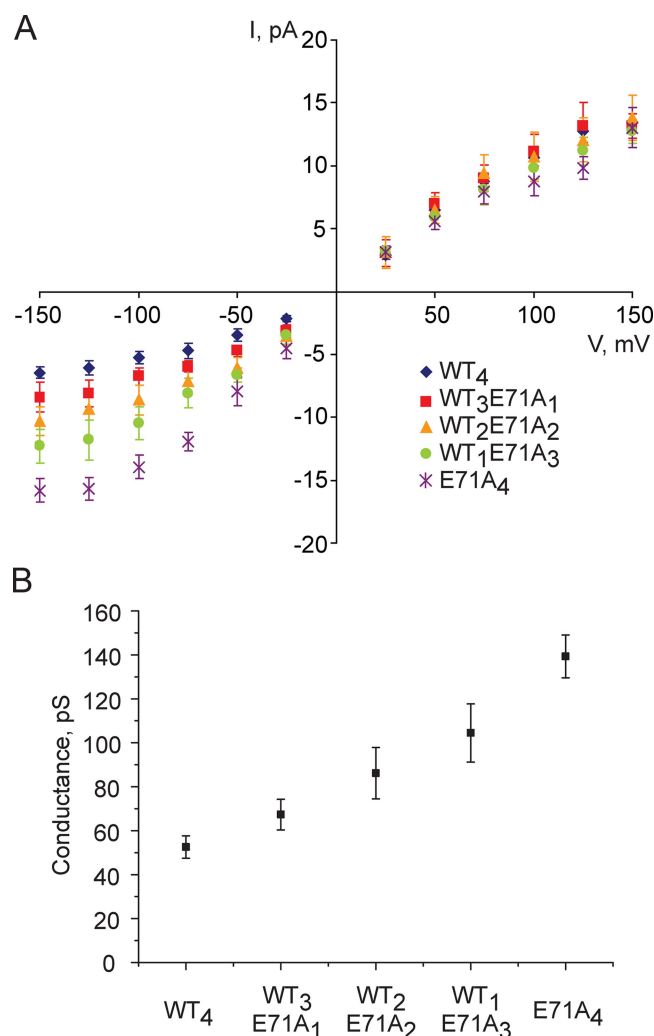 A
I, pA
20
15
10
5
-150 -100 -50
50 100 150
V, mV
-5
-10
-15
-20
WT4
WT3E71A1
WT2E71A2
WT1E71A3
E71A4
B
Conductance, pS
160
140
120
100
80
60
40
20
0
WT4
WT3
E71A1
WT2
E71A2
WT1
E71A3
E71A4